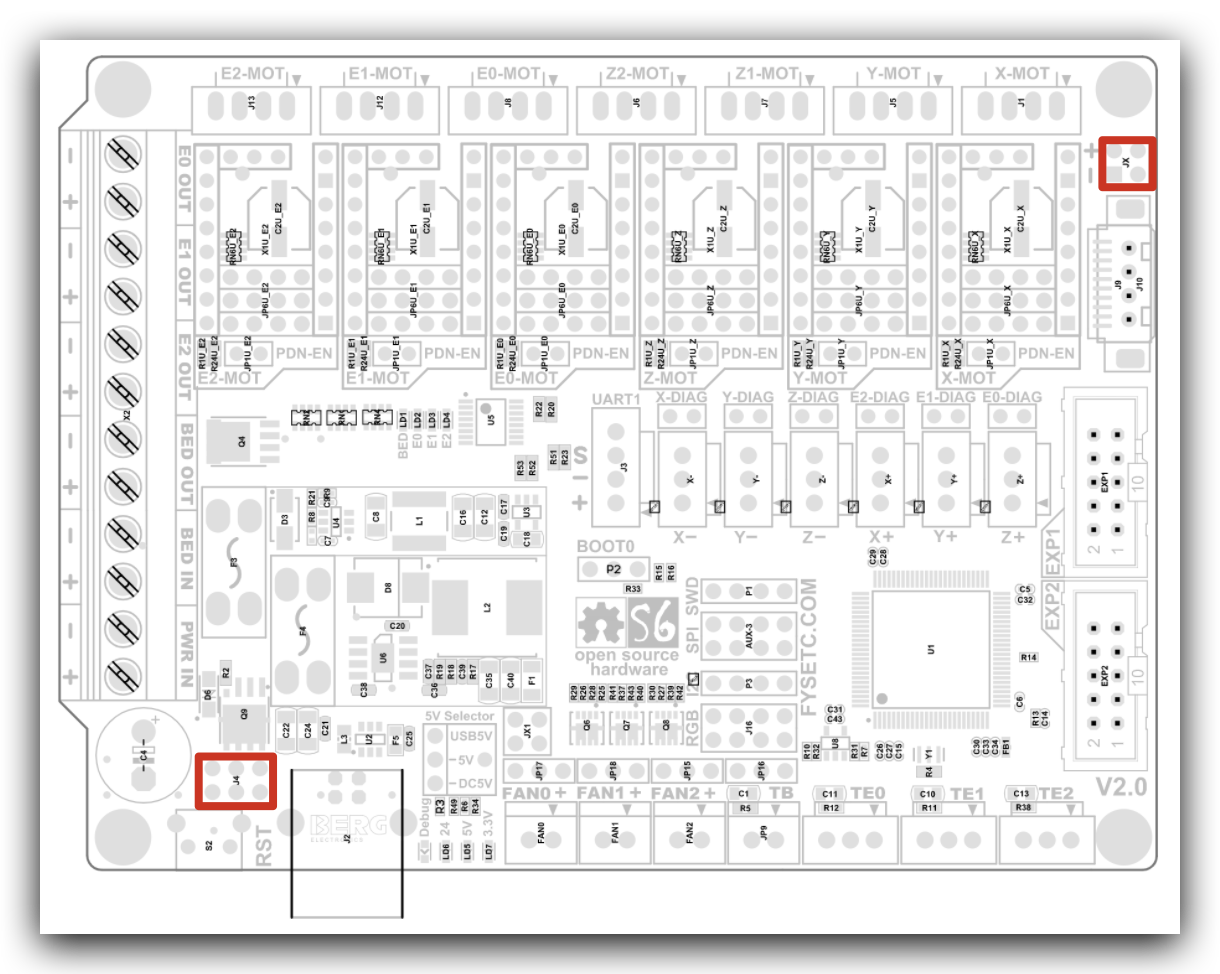 E2-MOT E1-MOT E0-MOT Z2-MOT Z1-MOT Y-MOT X-MOT
J13 J12 J8 J6 J7 J5 J1
+
−
JX
− E0 OUT
+
− E1 OUT
+
− E2 OUT
+
X2
− BED OUT
+
− BED IN
+
− PWR IN
+
RN6U_E2 X1U_E2 C2U_E2 RN6U_E1 X1U_E1 C2U_E1 RN6U_E0 X1U_E0 C2U_E0 RN6U_Z X1U_Z C2U_Z RN6U_Y X1U_Y C2U_Y RN6U_X X1U_X C2U_X
J9 J10
JP6U_E2 JP6U_E1 JP6U_E0 JP6U_Z JP6U_Y JP6U_X
R1U_E2 R24U_E2 JP1U_E2 PDN-EN R1U_E1 R24U_E1 JP1U_E1 PDN-EN R1U_E0 R24U_E0 JP1U_E0 PDN-EN R1U_Z R24U_Z JP1U_Z PDN-EN R1U_Y R24U_Y JP1U_Y PDN-EN R1U_X R24U_X JP1U_X PDN-EN
E2-MOT E1-MOT E0-MOT Z-MOT Y-MOT X-MOT
UART1 X-DIAG Y-DIAG Z-DIAG E2-DIAG E1-DIAG E0-DIAG
LD1 LD2 LD3 LD4 U5 R22 R20
BED E0 E1 E2
Q4
R53 R52 R51 R23
S
−
+
J3
X- Y- Z- X+ Y+ Z+
X− Y− Z− X+ Y+ Z+
EXP1 10 2 1
EXP1
D3 R21 R9 R8 U4 C7 C8 L1 C16 C12 C17 C19 U3 C18
F3
BOOT0
P2 R15 R16
R33
C29 C28
F4 D8 L2
C20
U6
S6
open source
hardware
SWD P1
SPI AUX-3
P3
RGB J16
FYSETC.COM
U1
C5
C32
R14
EXP2
EXP2 10 2 1
C6 R13 C14
R2
D6
Q9
C38 C37 C36 R19 R18 C39 R17 C35 C40 F1
R29 R26 R28 R25 R41 R37 R43 R40 R30 R27 R39 R42
Q6 Q7 Q8
C31
C43
R10 R32 U8 R31 R7 C26 C27 C15 Y1 C30 C33 C34 FB1
R4
C4 + −
C22 C24 C21 L3 U2 F5 C25
5V Selector
USB5V
5V
DC5V
JX1
JP17 JP18 JP15 JP16
V2.0
J4
FAN0 + FAN1 + FAN2 + C1 TB C11 TE0 C10 TE1 C13 TE2
R5 R12 R11 R38
R3 R49 R6 R34
S2 RST
BERG
J2
Debug 24 5V 3.3V
LD6 LD5 LD7
FAN0 FAN1 FAN2 JP9